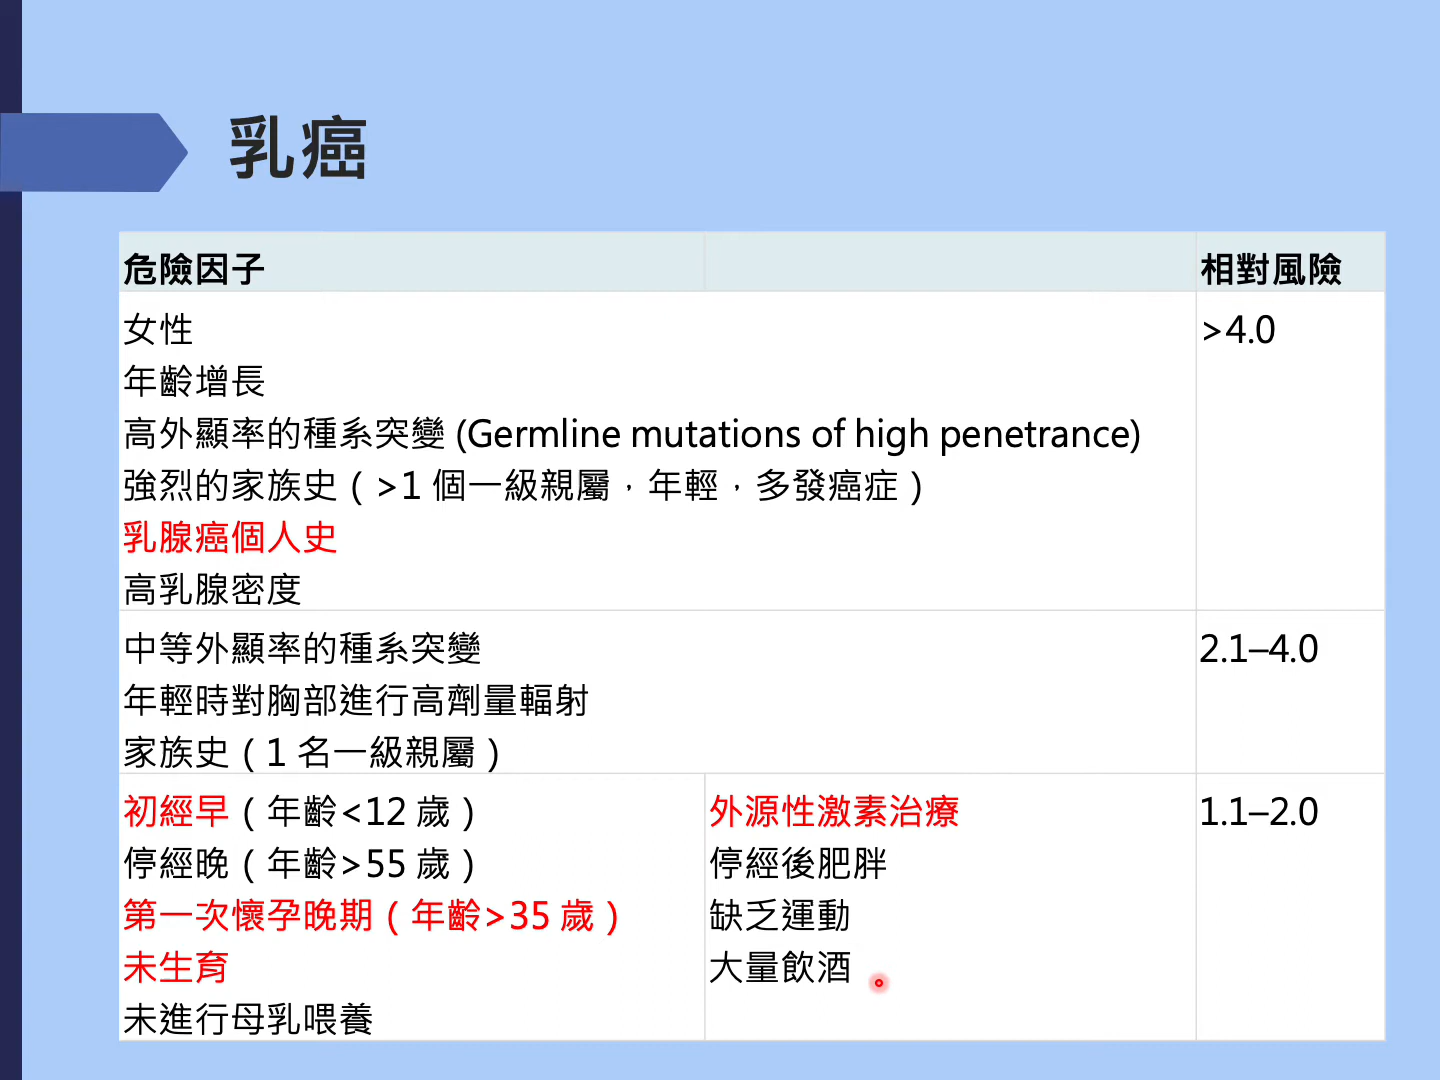 乳癌
危險因子
相對風險
女性
>4.0
年齡增長
高外顯率的種系突變 (Germline mutations of high penetrance)
強烈的家族史（>1 個一級親屬，年輕，多發癌症）
乳腺癌個人史
高乳腺密度
中等外顯率的種系突變
2.1–4.0
年輕時對胸部進行高劑量輻射
家族史（1 名一級親屬）
初經早（年齡<12 歲）
停經晚（年齡>55 歲）
第一次懷孕晚期（年齡>35 歲）
未生育
未進行母乳喂養
外源性激素治療
停經後肥胖
缺乏運動
大量飲酒
1.1–2.0